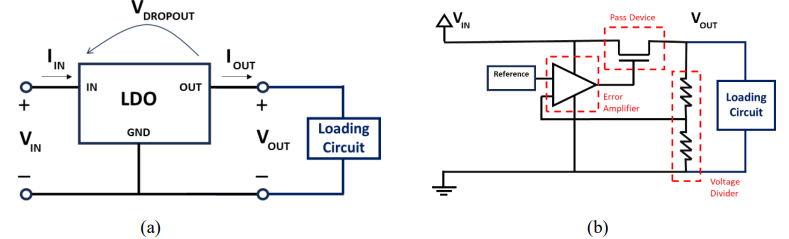 VDROPOUT
IIN
IOUT
IN
OUT
LDO
GND
+
+
VIN
VOUT
Loading
Circuit
−
−
(a)
VIN
Pass Device
VOUT
Reference
Error
Amplifier
Loading
Circuit
Voltage
Divider
(b)